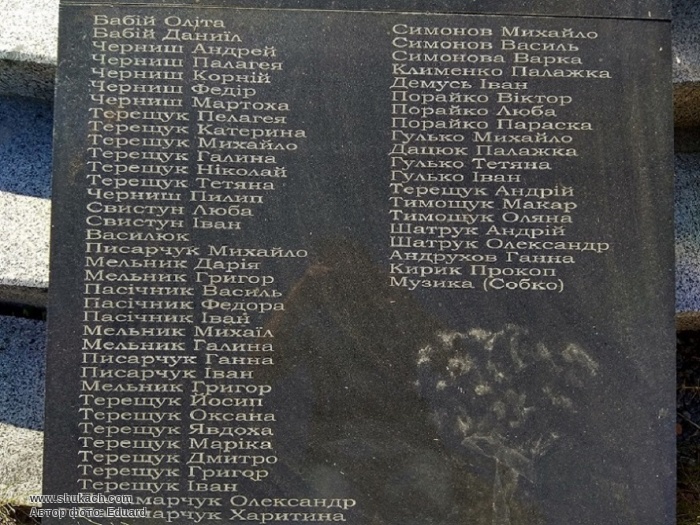 Бабій Оліта
Бабій Даниїл
Черниш Андрей
Черниш Палагея
Черниш Корній
Черниш Федір
Черниш Мартоха
Терещук Пелагея
Терещук Катерина
Терещук Михайло
Терещук Галина
Терещук Ніколай
Терещук Тетяна
Черниш Пилип
Свистун Люба
Свистун Іван
Василюк
Писарчук Михайло
Мельник Дарія
Мельник Григор
Пасічник Василь
Пасічник Федора
Пасічник Іван
Мельник Михаїл
Мельник Галина
Писарчук Ганна
Писарчук Іван
Мельник Григор
Терещук Йосип
Терещук Оксана
Терещук Явдоха
Терещук Маріка
Терещук Дмитро
Терещук Григор
Терещук Іван
Олександр
Харитина
Симонов Михайло
Симонов Василь
Симонова Варка
Клименко Палажка
Демусь Іван
Порайко Віктор
Порайко Люба
Порайко Параска
Гулько Михайло
Дацюк Палажка
Гулько Тетяна
Гулько Іван
Терещук Андрій
Тимощук Макар
Тимощук Оляна
Шатрук Андрій
Шатрук Олександр
Андрухов Ганна
Кирик Прокоп
Музика (Собко)
www.shukach.com
Автор фото: Eduard